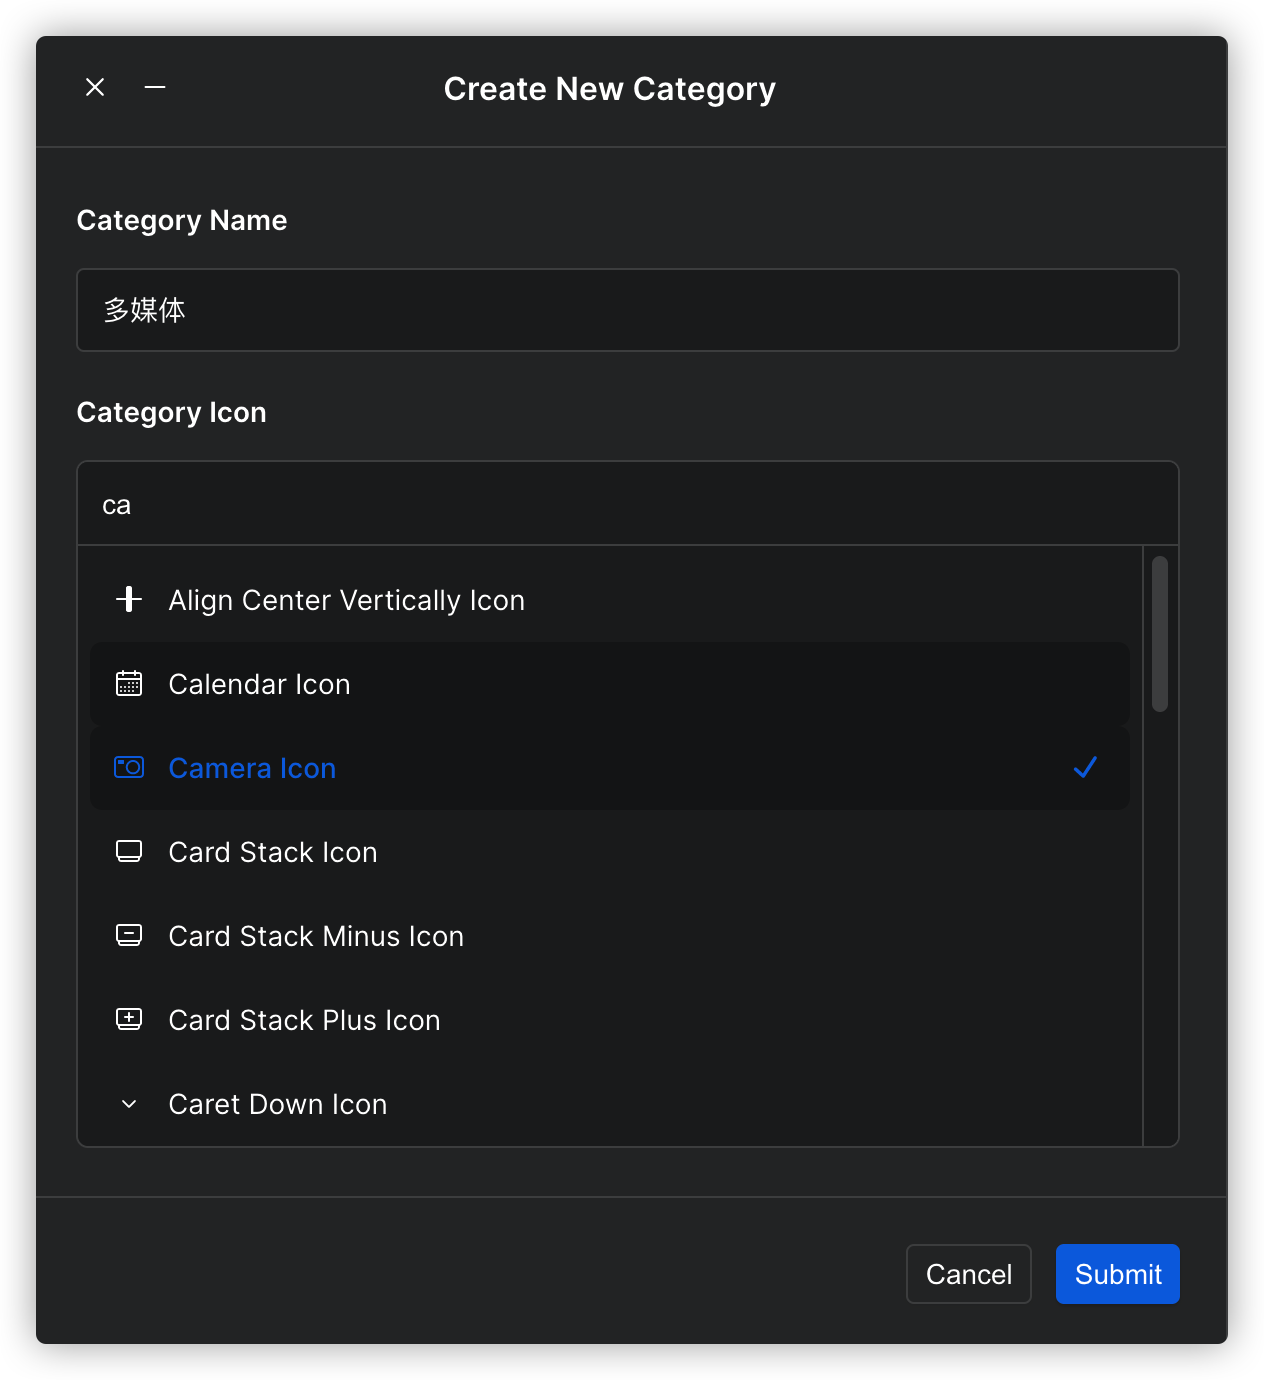 Create New Category
Category Name
多媒体
Category Icon
ca
Align Center Vertically Icon
Calendar Icon
Camera Icon
Card Stack Icon
Card Stack Minus Icon
Card Stack Plus Icon
Caret Down Icon
Cancel
Submit